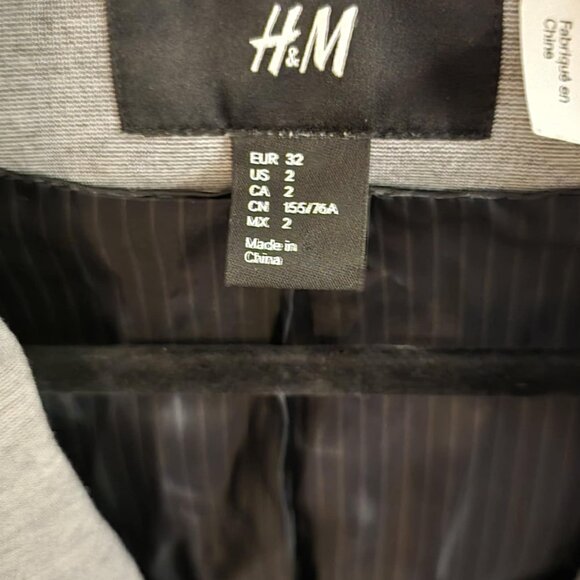 H&M
EUR 32
US 2
CA 2
CN 155/76A
MX 2
Made in
China
Fabriqué en
Chine